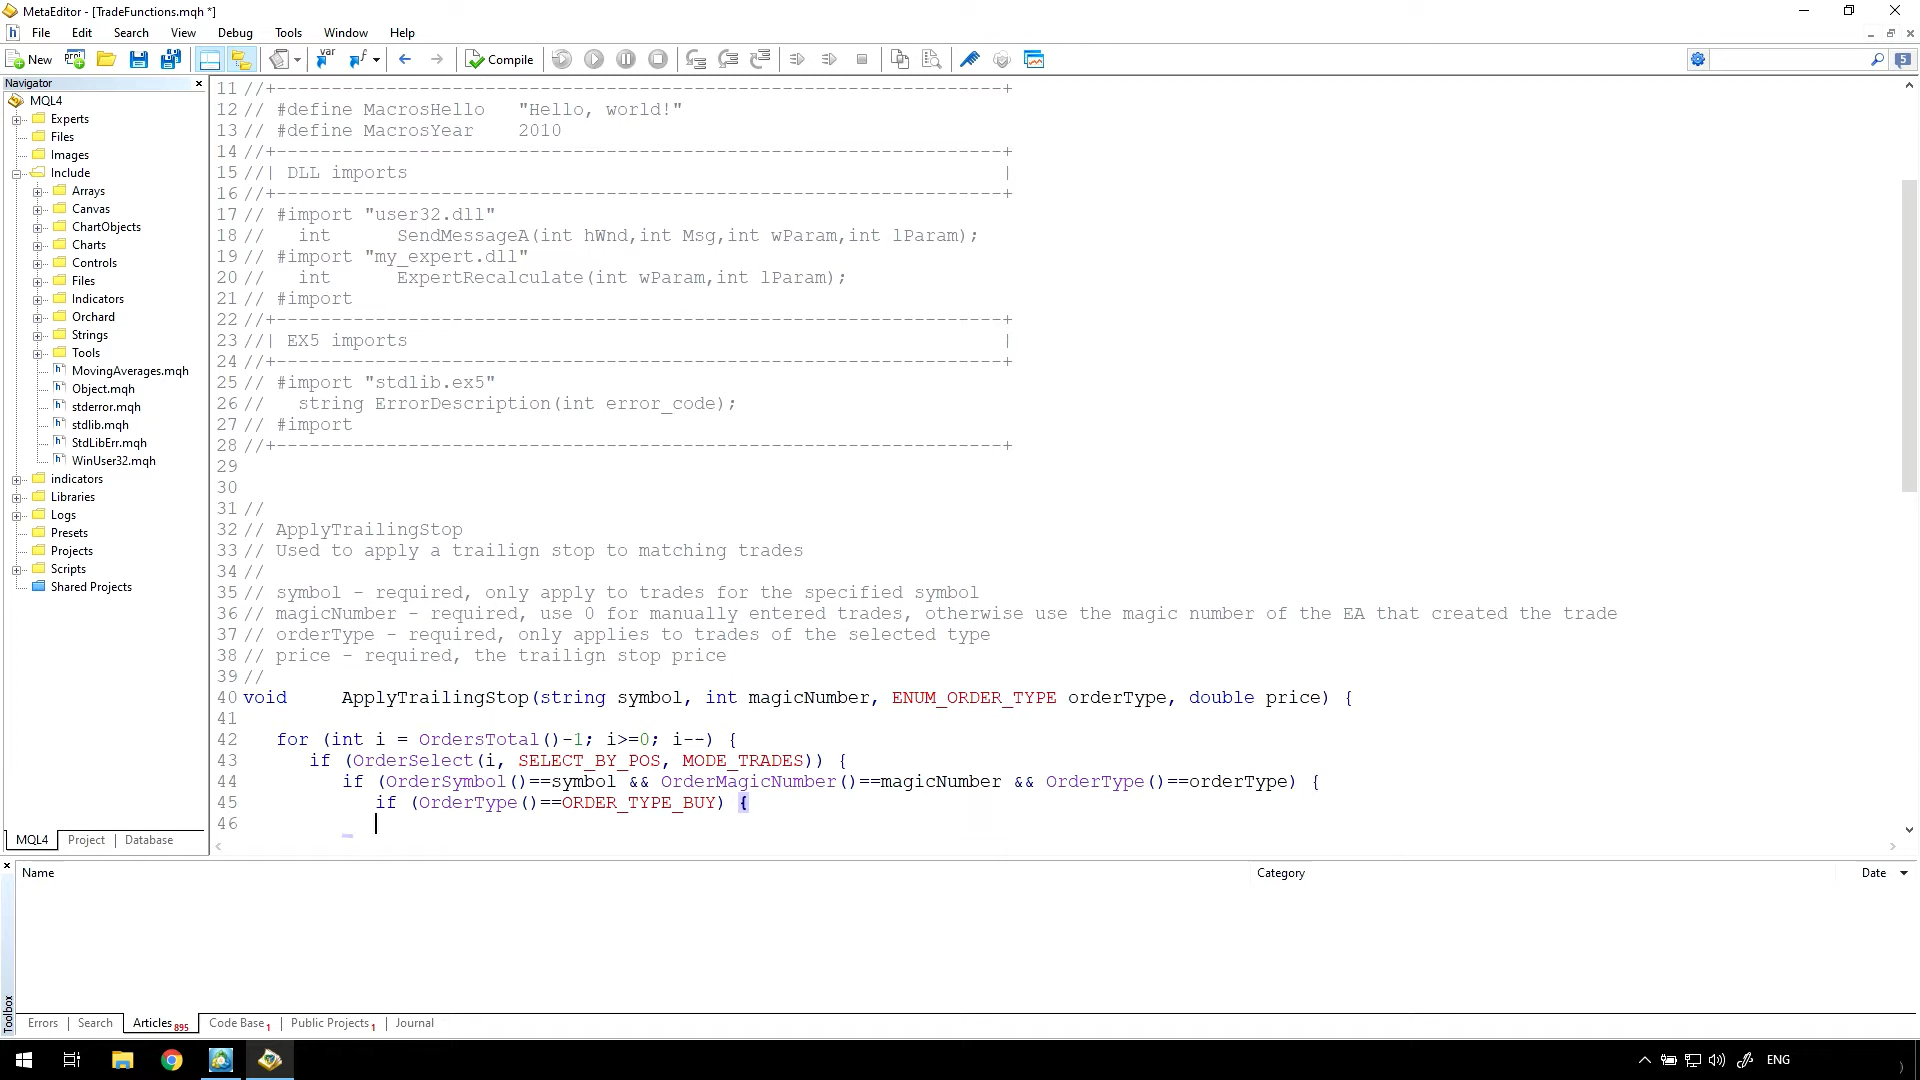 MetaEditor - [TradeFunctions.mqh *]
h File Edit Search View Debug Tools Window Help
New var Compile 5
Navigator
MQL4
Experts
Files
Images
Include
Arrays
Canvas
ChartObjects
Charts
Controls
Files
Indicators
Orchard
Strings
Tools
MovingAverages.mqh
Object.mqh
stderror.mqh
stdlib.mqh
StdLibErr.mqh
WinUser32.mqh
indicators
Libraries
Logs
Presets
Projects
Scripts
Shared Projects
MQL4 Project Database
11 //+------------------------------------------------------------------+
12 // #define MacrosHello   "Hello, world!"
13 // #define MacrosYear    2010
14 //+------------------------------------------------------------------+
15 //| DLL imports                                                      |
16 //+------------------------------------------------------------------+
17 // #import "user32.dll"
18 //   int      SendMessageA(int hWnd,int Msg,int wParam,int lParam);
19 // #import "my_expert.dll"
20 //   int      ExpertRecalculate(int wParam,int lParam);
21 // #import
22 //+------------------------------------------------------------------+
23 //| EX5 imports                                                      |
24 //+------------------------------------------------------------------+
25 // #import "stdlib.ex5"
26 //   string ErrorDescription(int error_code);
27 // #import
28 //+------------------------------------------------------------------+
29
30
31 //
32 // ApplyTrailingStop
33 // Used to apply a trailign stop to matching trades
34 //
35 // symbol - required, only apply to trades for the specified symbol
36 // magicNumber - required, use 0 for manually entered trades, otherwise use the magic number of the EA that created the trade
37 // orderType - required, only applies to trades of the selected type
38 // price - required, the trailign stop price
39 //
40 void     ApplyTrailingStop(string symbol, int magicNumber, ENUM_ORDER_TYPE orderType, double price) {
41
42    for (int i = OrdersTotal()-1; i>=0; i--) {
43       if (OrderSelect(i, SELECT_BY_POS, MODE_TRADES)) {
44          if (OrderSymbol()==symbol && OrderMagicNumber()==magicNumber && OrderType()==orderType) {
45             if (OrderType()==ORDER_TYPE_BUY) {
46
Name Category Date
Toolbox
Errors Search Articles 895 Code Base 1 Public Projects 1 Journal
ENG